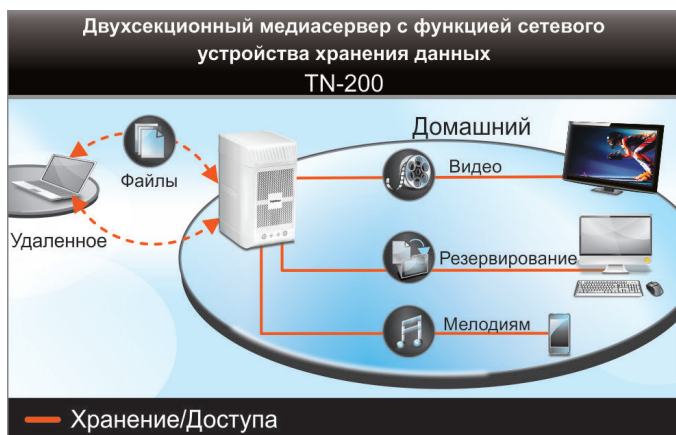 Двухсекционный медиасервер с функцией сетевого
устройства хранения данных
TN-200
Домашний
Видео
Файлы
Удаленное
Резервирование
Мелодиям
Хранение/Доступа